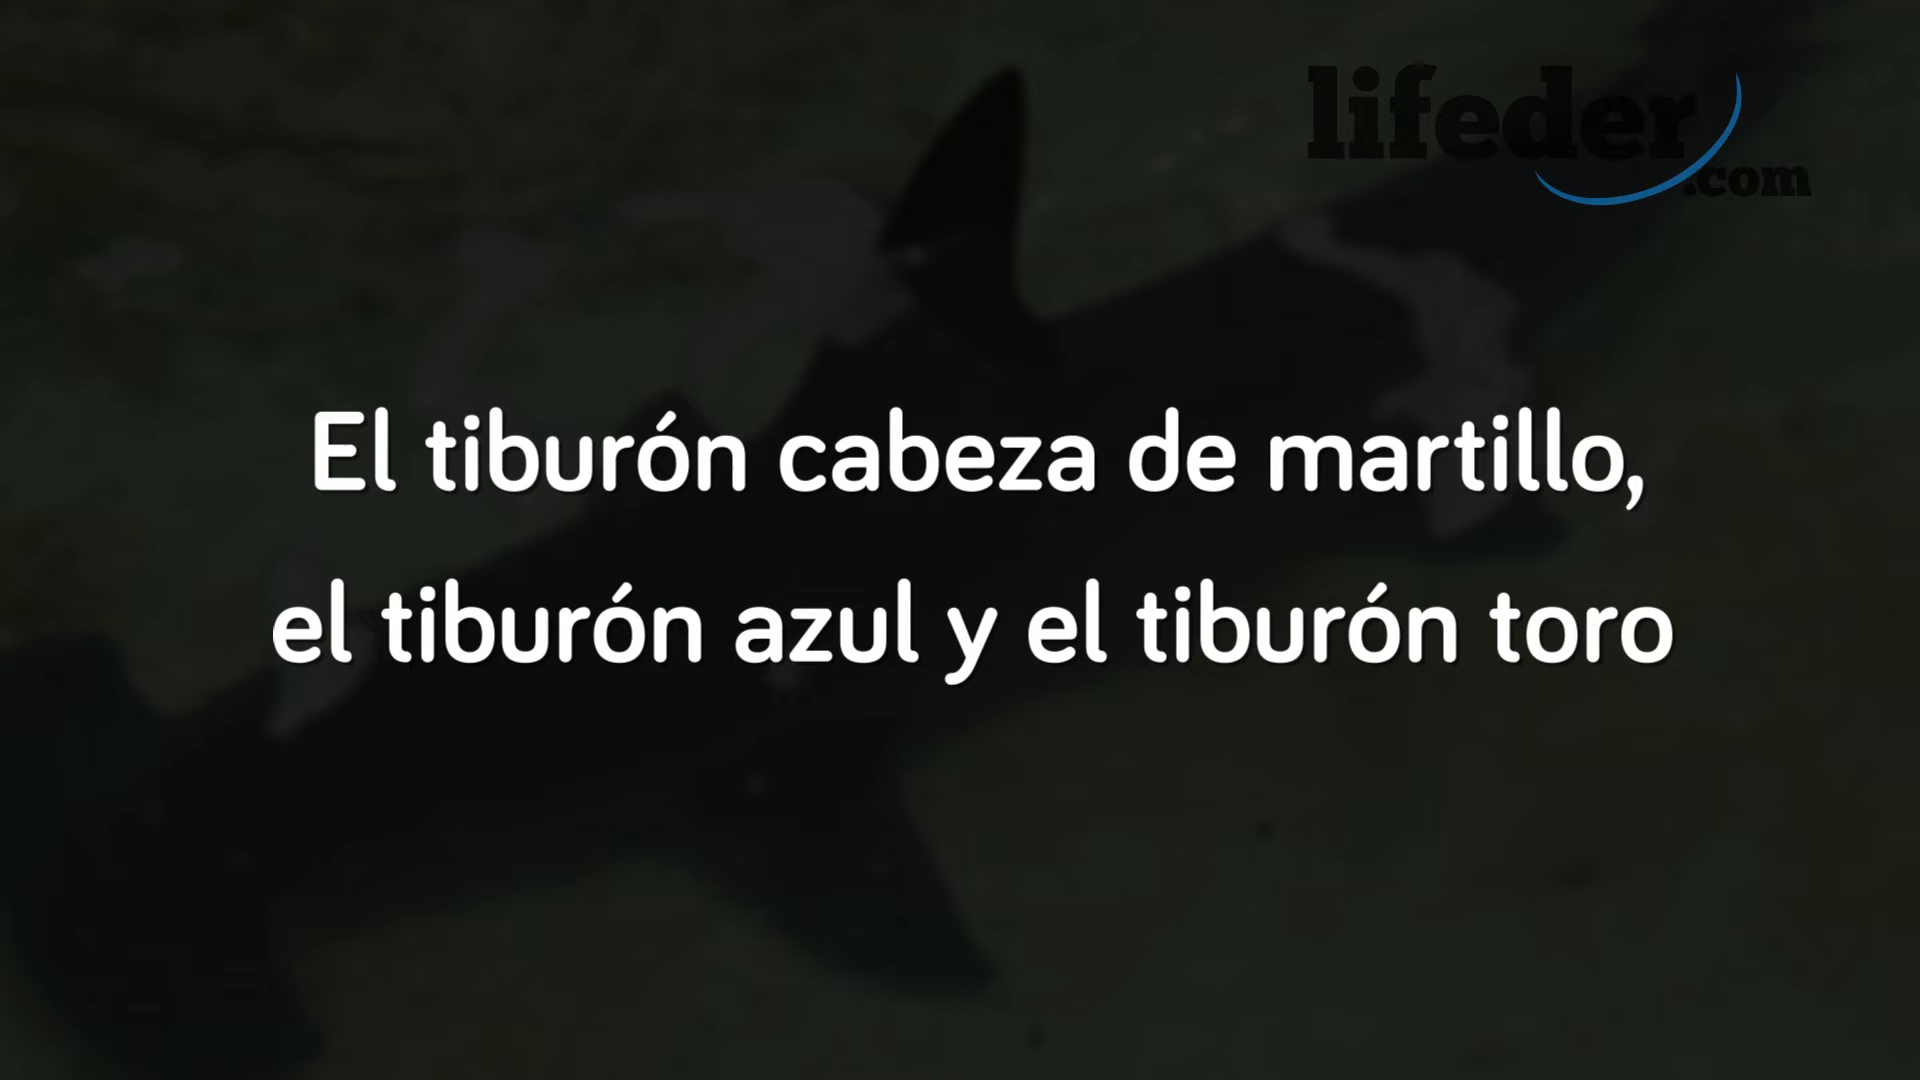 lifeder
.com
El tiburón cabeza de martillo,
el tiburón azul y el tiburón toro